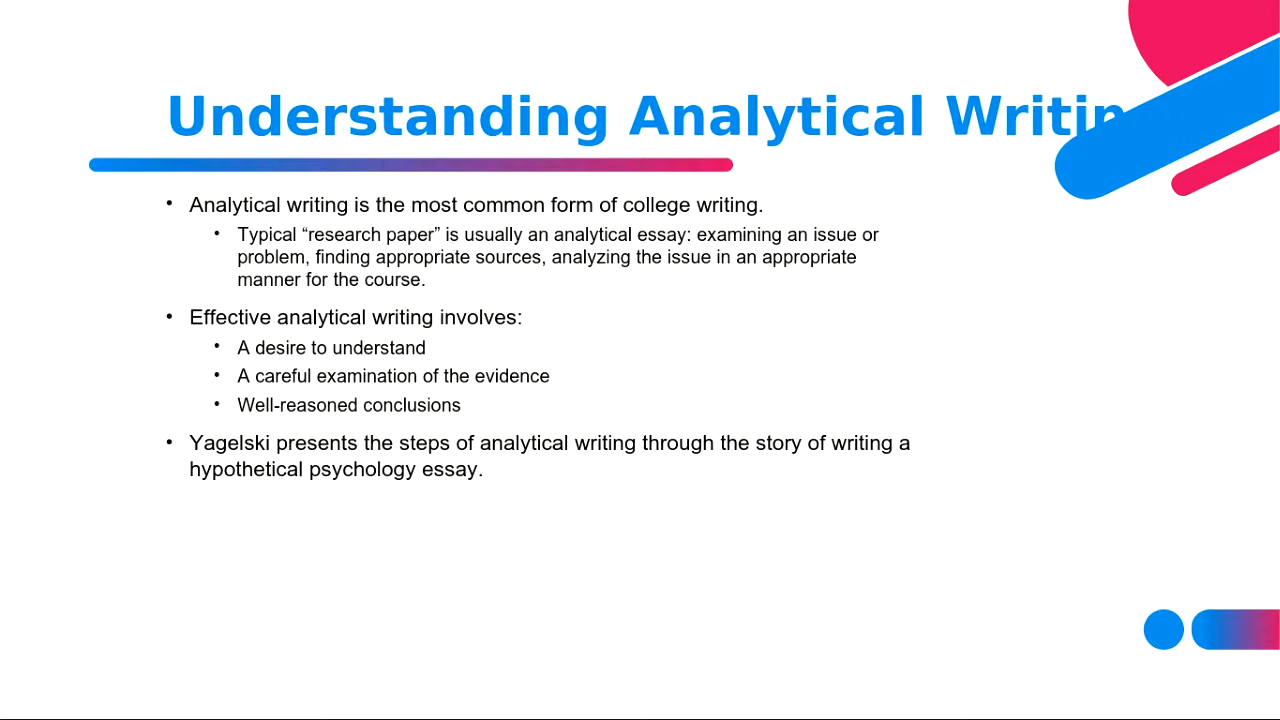 Understanding Analytical Writin
• Analytical writing is the most common form of college writing.
• Typical “research paper” is usually an analytical essay: examining an issue or
problem, finding appropriate sources, analyzing the issue in an appropriate
manner for the course.
• Effective analytical writing involves:
• A desire to understand
• A careful examination of the evidence
• Well-reasoned conclusions
• Yagelski presents the steps of analytical writing through the story of writing a
hypothetical psychology essay.